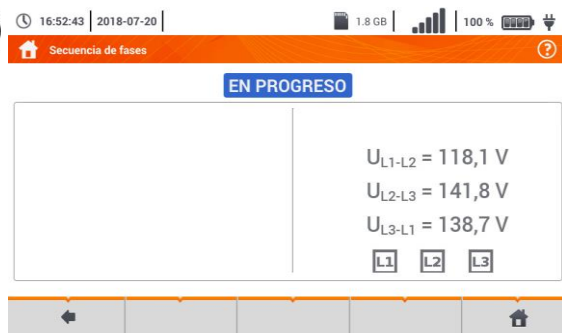 16:52:43 2018-07-20 1.8 GB 100 %
Secuencia de fases ?
EN PROGRESO
UL1-L2 = 118,1 V
UL2-L3 = 141,8 V
UL3-L1 = 138,7 V
L1 L2 L3